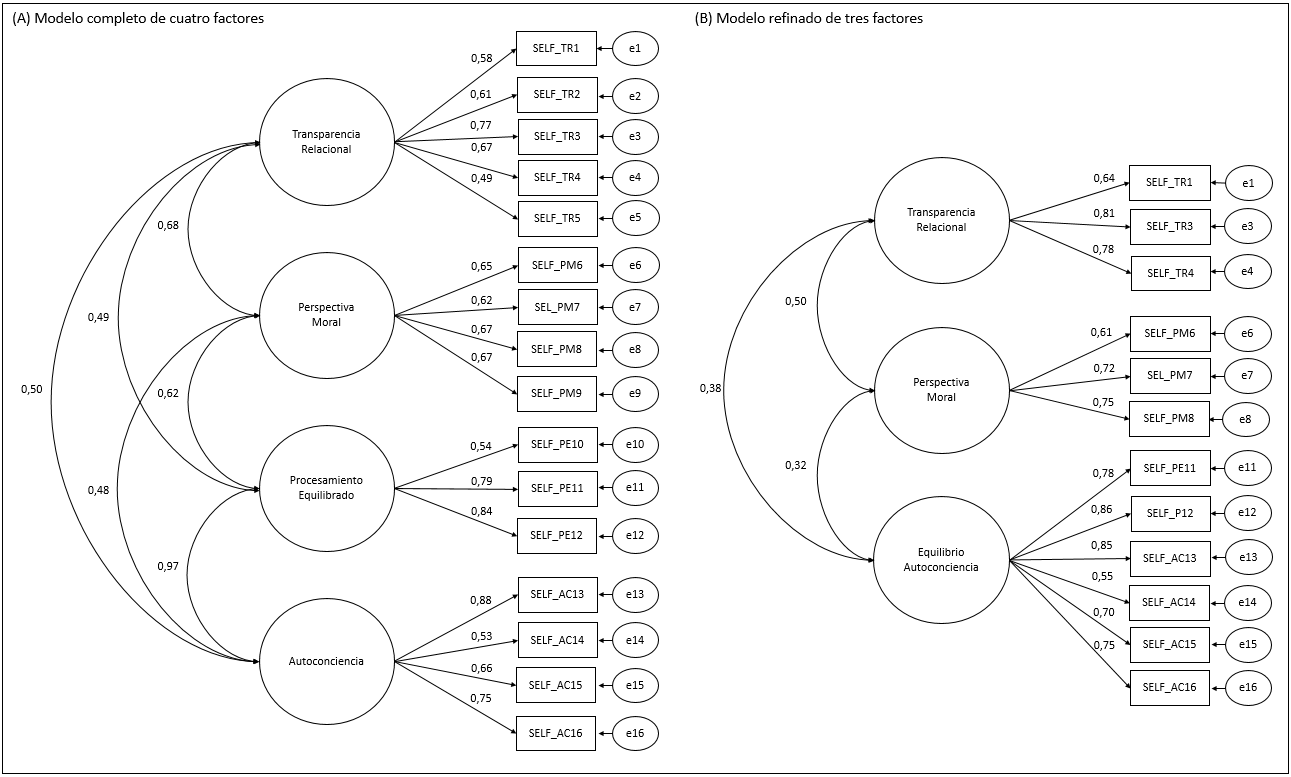 (A) Modelo completo de cuatro factores
Transparencia
Relacional
Perspectiva
Moral
Procesamiento
Equilibrado
Autoconciencia
0,68
0,49
0,50
0,62
0,48
0,97
0,58
SELF_TR1
e1
0,61
SELF_TR2
e2
0,77
SELF_TR3
e3
0,67
SELF_TR4
e4
0,49
SELF_TR5
e5
0,65
SELF_PM6
e6
0,62
SEL_PM7
e7
0,67
SELF_PM8
e8
0,67
SELF_PM9
e9
0,54
SELF_PE10
e10
0,79
SELF_PE11
e11
0,84
SELF_PE12
e12
0,88
SELF_AC13
e13
0,53
SELF_AC14
e14
0,66
SELF_AC15
e15
0,75
SELF_AC16
e16
(B) Modelo refinado de tres factores
Transparencia
Relacional
Perspectiva
Moral
Equilibrio
Autoconciencia
0,50
0,38
0,32
0,64
SELF_TR1
e1
0,81
SELF_TR3
e3
0,78
SELF_TR4
e4
0,61
SELF_PM6
e6
0,72
SEL_PM7
e7
0,75
SELF_PM8
e8
0,78
SELF_PE11
e11
0,86
SELF_P12
e12
0,85
SELF_AC13
e13
0,55
SELF_AC14
e14
0,70
SELF_AC15
e15
0,75
SELF_AC16
e16